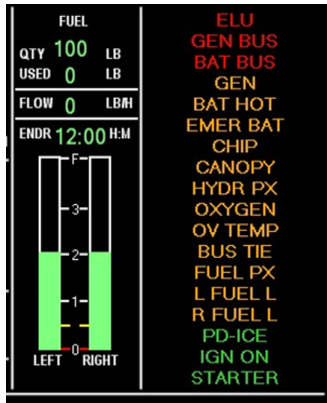 FUEL
QTY 100 LB
USED 0 LB
FLOW 0 LB/H
ENDR 12:00 H:M
F
3
2
1
0
LEFT RIGHT
ELU
GEN BUS
BAT BUS
GEN
BAT HOT
EMER BAT
CHIP
CANOPY
HYDR PX
OXYGEN
OV TEMP
BUS TIE
FUEL PX
L FUEL L
R FUEL L
PD-ICE
IGN ON
STARTER